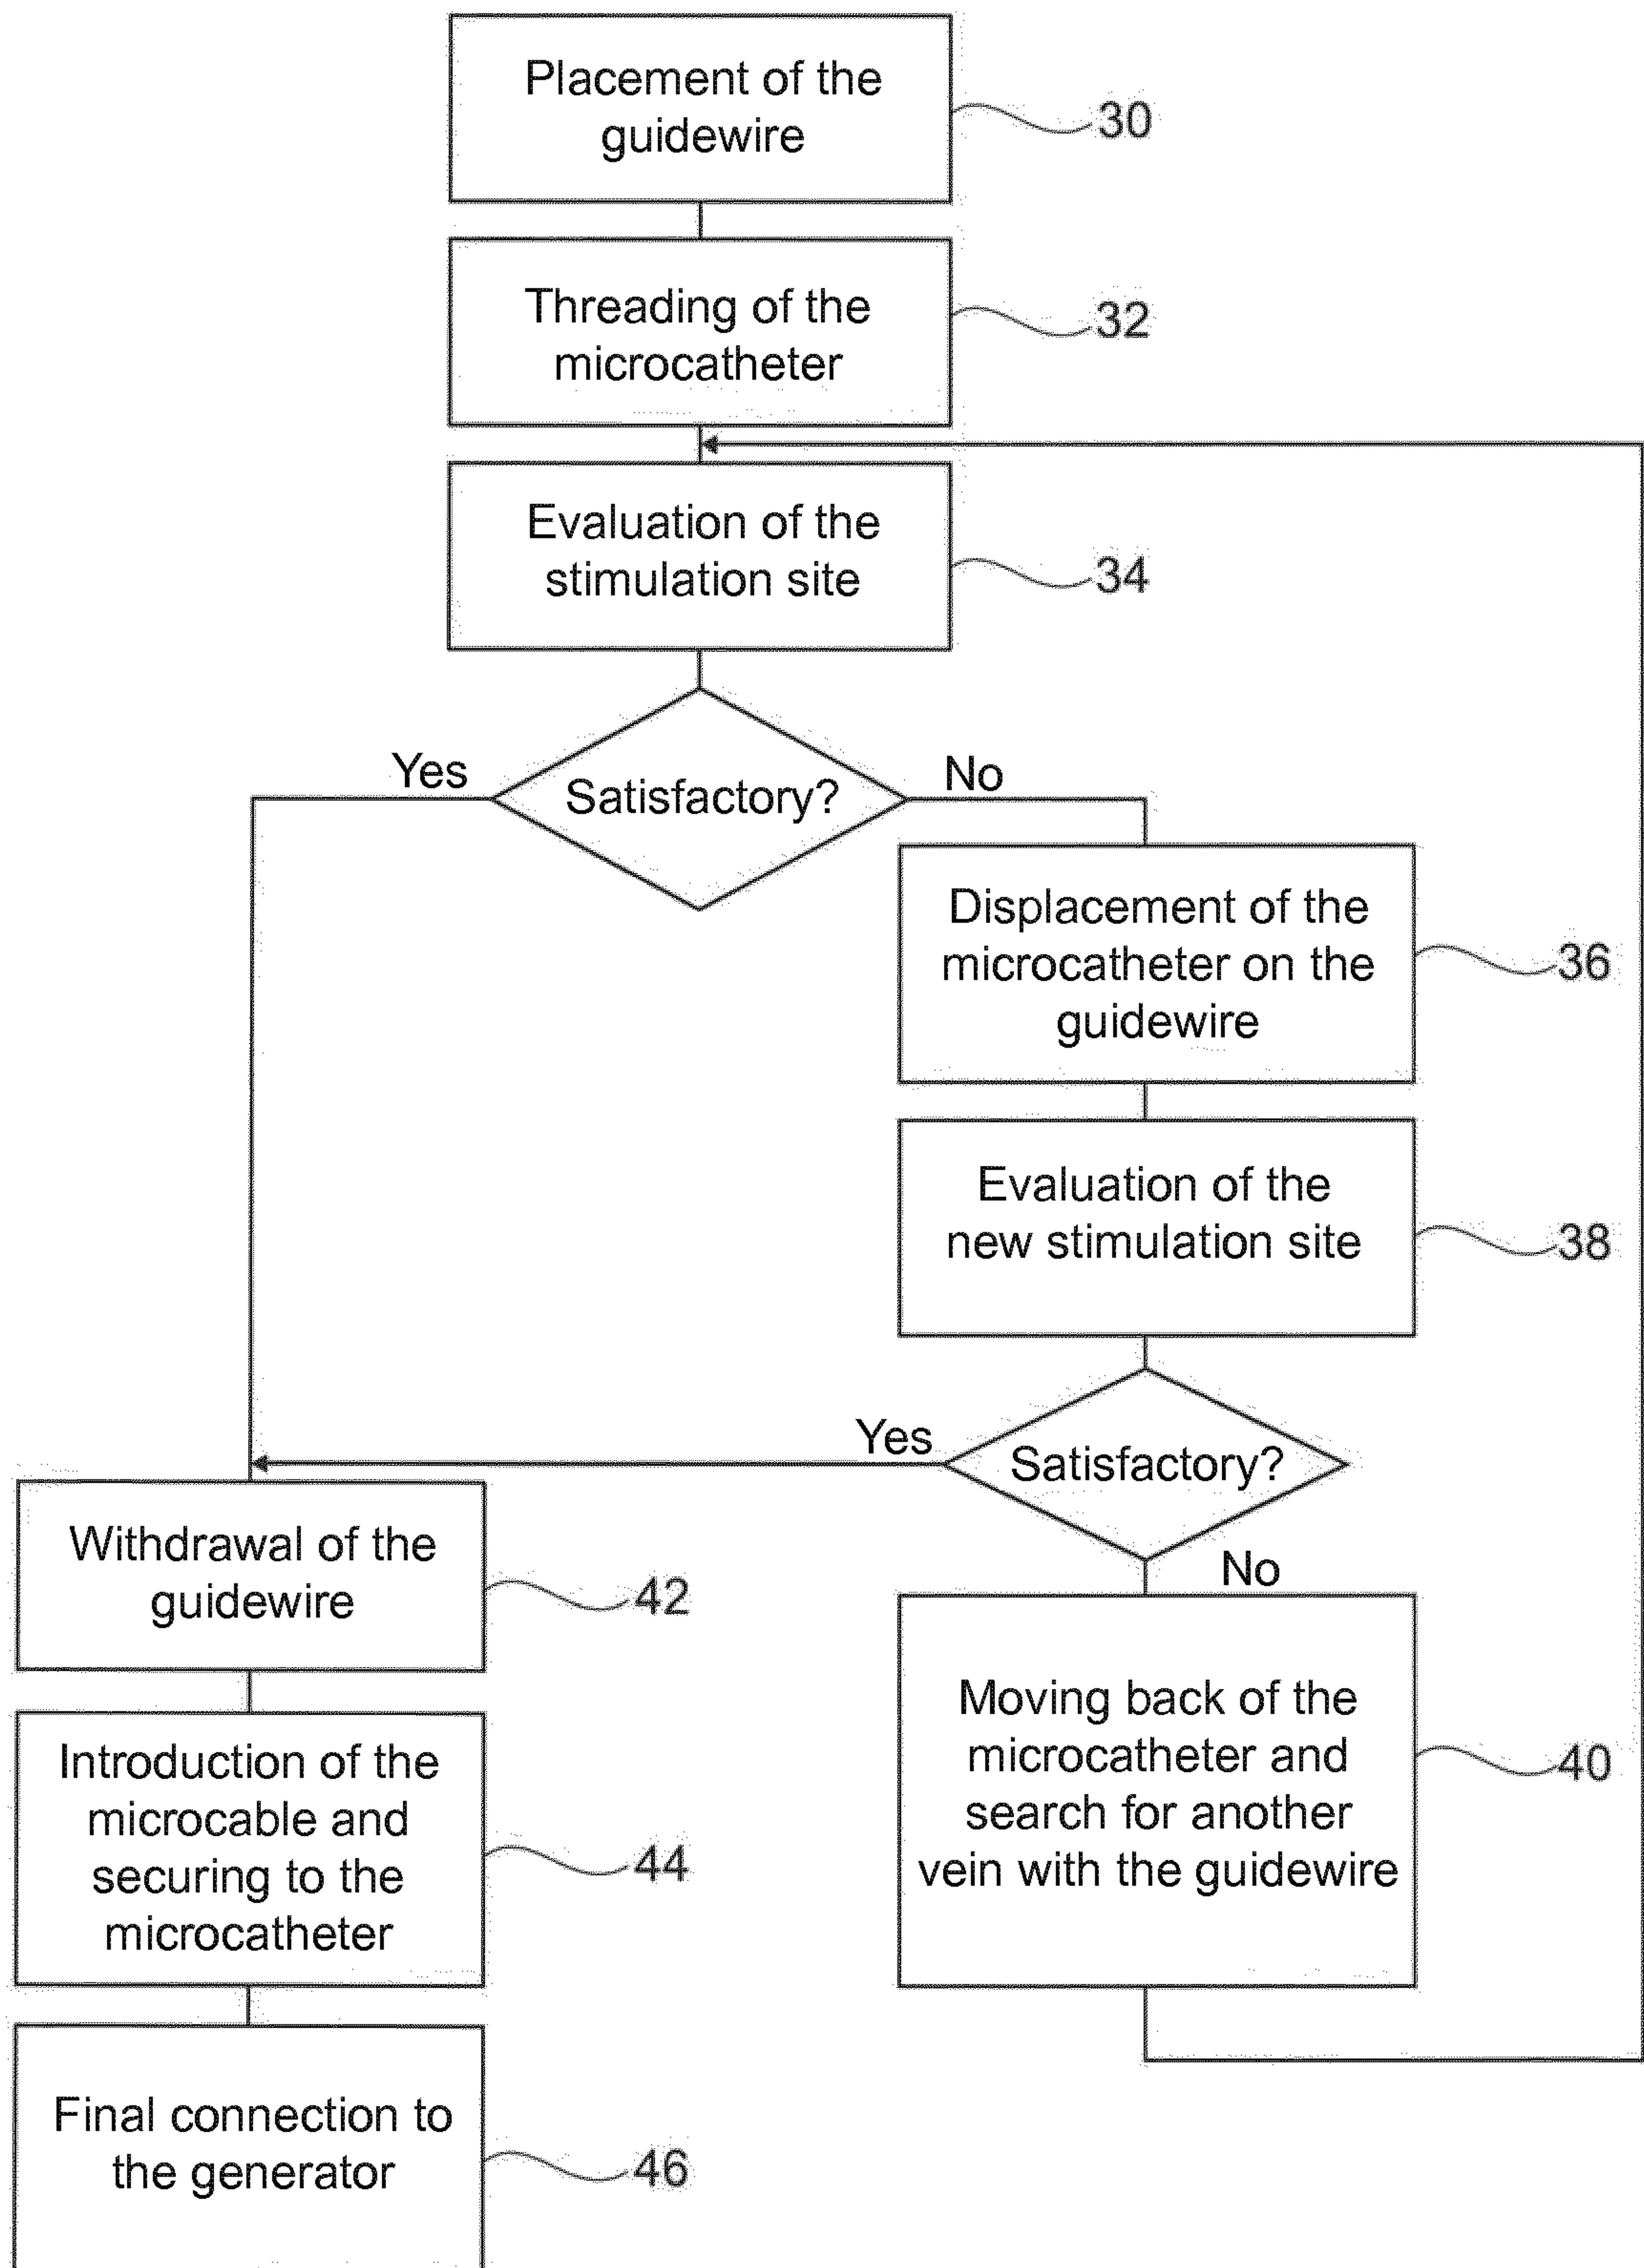 Placement of the
guidewire
30
Threading of the
microcatheter
32
Evaluation of the
stimulation site
34
Satisfactory?
Yes
No
Displacement of the
microcatheter on the
guidewire
36
Evaluation of the
new stimulation site
38
Satisfactory?
Yes
No
Withdrawal of the
guidewire
42
Moving back of the
microcatheter and
search for another
vein with the guidewire
40
Introduction of the
microcable and
securing to the
microcatheter
44
Final connection to
the generator
46